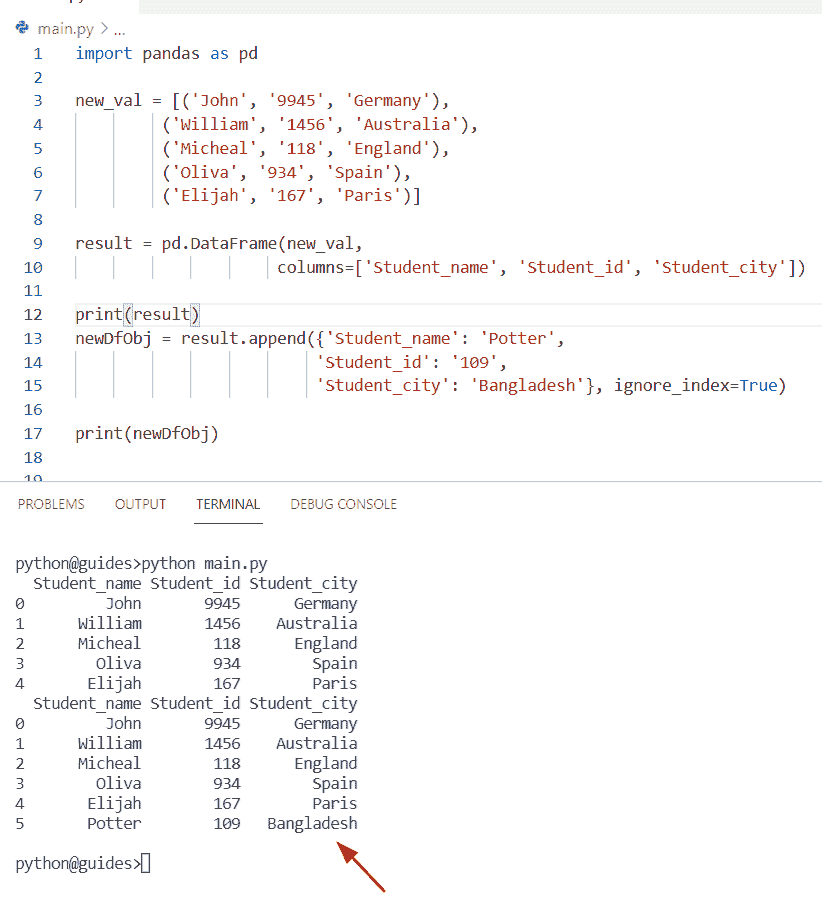 main.py > ...
1 import pandas as pd
2
3 new_val = [('John', '9945', 'Germany'),
4 ('William', '1456', 'Australia'),
5 ('Micheal', '118', 'England'),
6 ('Oliva', '934', 'Spain'),
7 ('Elijah', '167', 'Paris')]
8
9 result = pd.DataFrame(new_val,
10 columns=['Student_name', 'Student_id', 'Student_city'])
11
12 print(result)
13 newDfObj = result.append({'Student_name': 'Potter',
14 'Student_id': '109',
15 'Student_city': 'Bangladesh'}, ignore_index=True)
16
17 print(newDfObj)
18
19
PROBLEMS OUTPUT TERMINAL DEBUG CONSOLE
python@guides>python main.py
Student_name Student_id Student_city
0 John 9945 Germany
1 William 1456 Australia
2 Micheal 118 England
3 Oliva 934 Spain
4 Elijah 167 Paris
Student_name Student_id Student_city
0 John 9945 Germany
1 William 1456 Australia
2 Micheal 118 England
3 Oliva 934 Spain
4 Elijah 167 Paris
5 Potter 109 Bangladesh
python@guides>